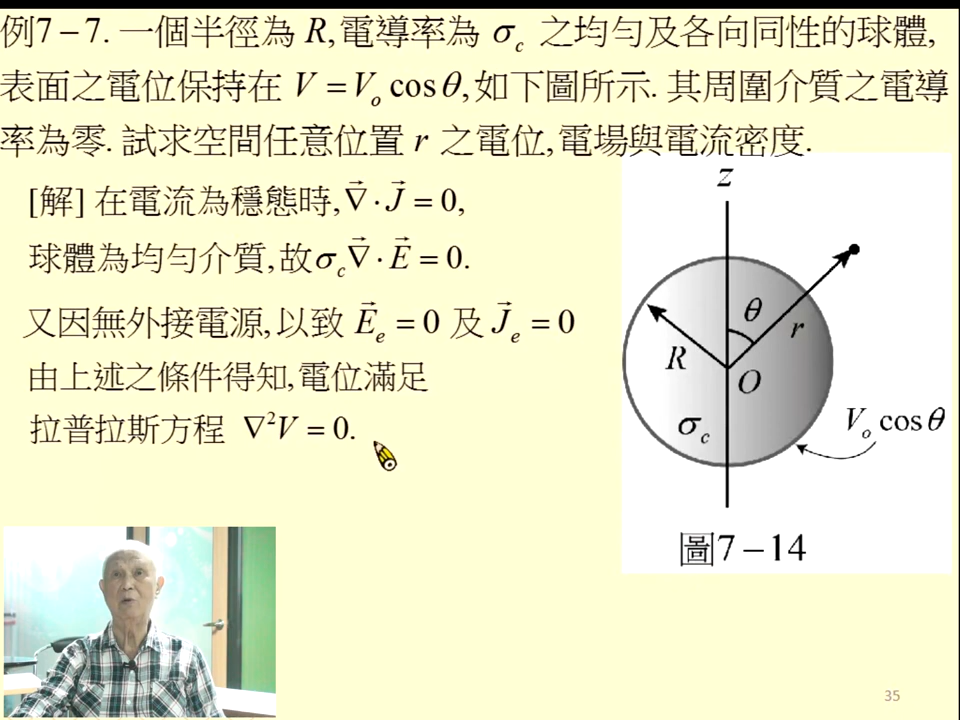 例7－7. 一個半徑為 R, 電導率為 σc 之均勻及各向同性的球體,
表面之電位保持在 V = Vo cosθ, 如下圖所示. 其周圍介質之電導
率為零. 試求空間任意位置 r 之電位, 電場與電流密度.
[解] 在電流為穩態時, ∇⃗ · J⃗ = 0,
球體為均勻介質, 故 σc ∇⃗ · E⃗ = 0.
又因無外接電源, 以致 E⃗e = 0 及 J⃗e = 0
由上述之條件得知, 電位滿足
拉普拉斯方程 ∇²V = 0.
z
θ
r
R
O
σc
Vo cosθ
圖7－14
35